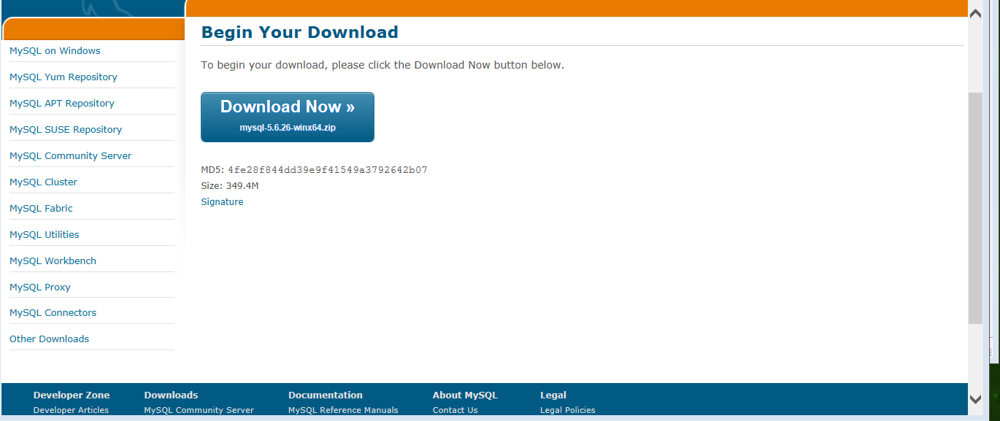 MySQL on Windows
MySQL Yum Repository
MySQL APT Repository
MySQL SUSE Repository
MySQL Community Server
MySQL Cluster
MySQL Fabric
MySQL Utilities
MySQL Workbench
MySQL Proxy
MySQL Connectors
Other Downloads
Begin Your Download
To begin your download, please click the Download Now button below.
Download Now »
mysql-5.6.26-winx64.zip
MD5: 4fe28f844dd39e9f41549a3792642b07
Size: 349.4M
Signature
Developer Zone
Developer Articles
Downloads
MySQL Community Server
Documentation
MySQL Reference Manuals
About MySQL
Contact Us
Legal
Legal Policies